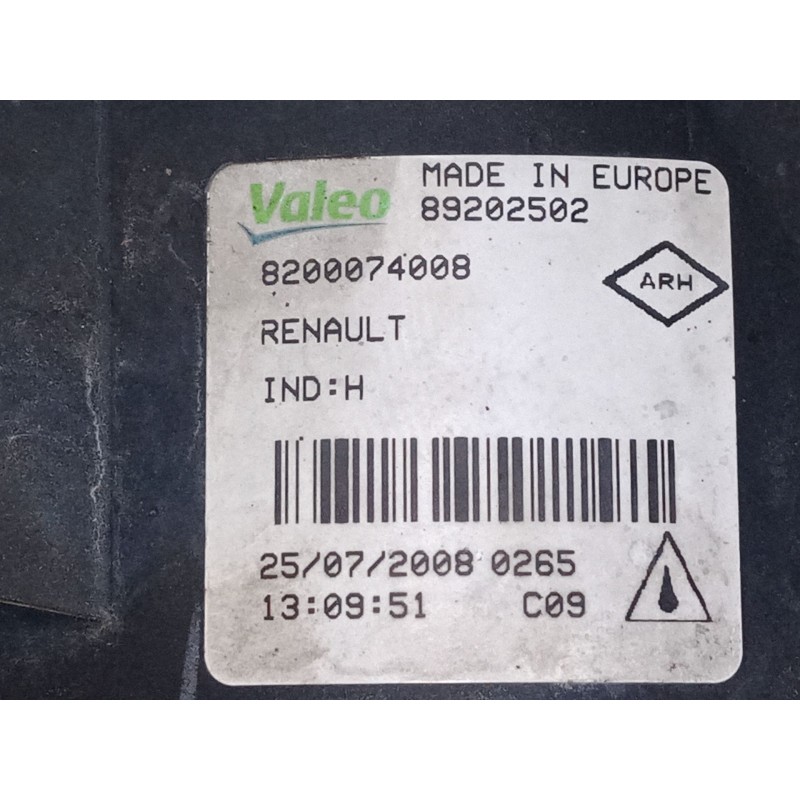 Valeo MADE IN EUROPE
89202502
8200074008
ARH
RENAULT
IND:H
25/07/2008 0265
13:09:51 C09